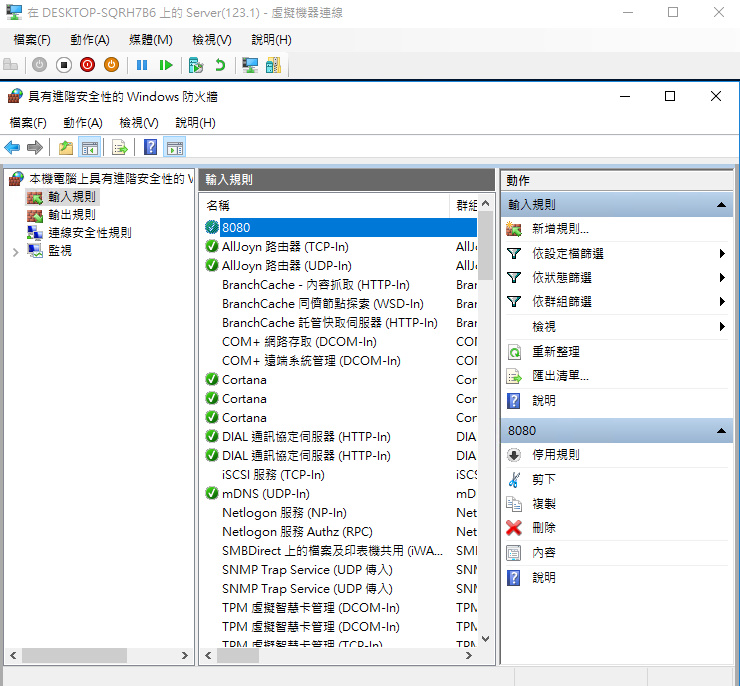 在 DESKTOP-SQRH7B6 上的 Server(123.1) - 虛擬機器連線
檔案(F) 動作(A) 媒體(M) 檢視(V) 說明(H)
具有進階安全性的 Windows 防火牆
檔案(F) 動作(A) 檢視(V) 說明(H)
本機電腦上具有進階安全性的 V
輸入規則
輸出規則
連線安全性規則
監視
輸入規則
名稱 群組
8080
AllJoyn 路由器 (TCP-In) AllJ
AllJoyn 路由器 (UDP-In) AllJ
BranchCache - 內容抓取 (HTTP-In) Bran
BranchCache 同儕節點探索 (WSD-In) Bran
BranchCache 託管快取伺服器 (HTTP-In) Bran
COM+ 網路存取 (DCOM-In) COM
COM+ 遠端系統管理 (DCOM-In) COM
Cortana Cor
Cortana Cor
Cortana Cor
DIAL 通訊協定伺服器 (HTTP-In) DIA
DIAL 通訊協定伺服器 (HTTP-In) DIA
iSCSI 服務 (TCP-In) iSCS
mDNS (UDP-In) mD
Netlogon 服務 (NP-In) Net
Netlogon 服務 Authz (RPC) Net
SMBDirect 上的檔案及印表機共用 (iWA... SM
SNMP Trap Service (UDP 傳入) SNM
SNMP Trap Service (UDP 傳入) SNM
TPM 虛擬智慧卡管理 (DCOM-In) TPM
TPM 虛擬智慧卡管理 (DCOM-In) TPM
TPM 虛擬智慧卡管理 (TCP-In) TPM
動作
輸入規則
新增規則...
依設定檔篩選
依狀態篩選
依群組篩選
檢視
重新整理
匯出清單...
說明
8080
停用規則
剪下
複製
刪除
內容
說明